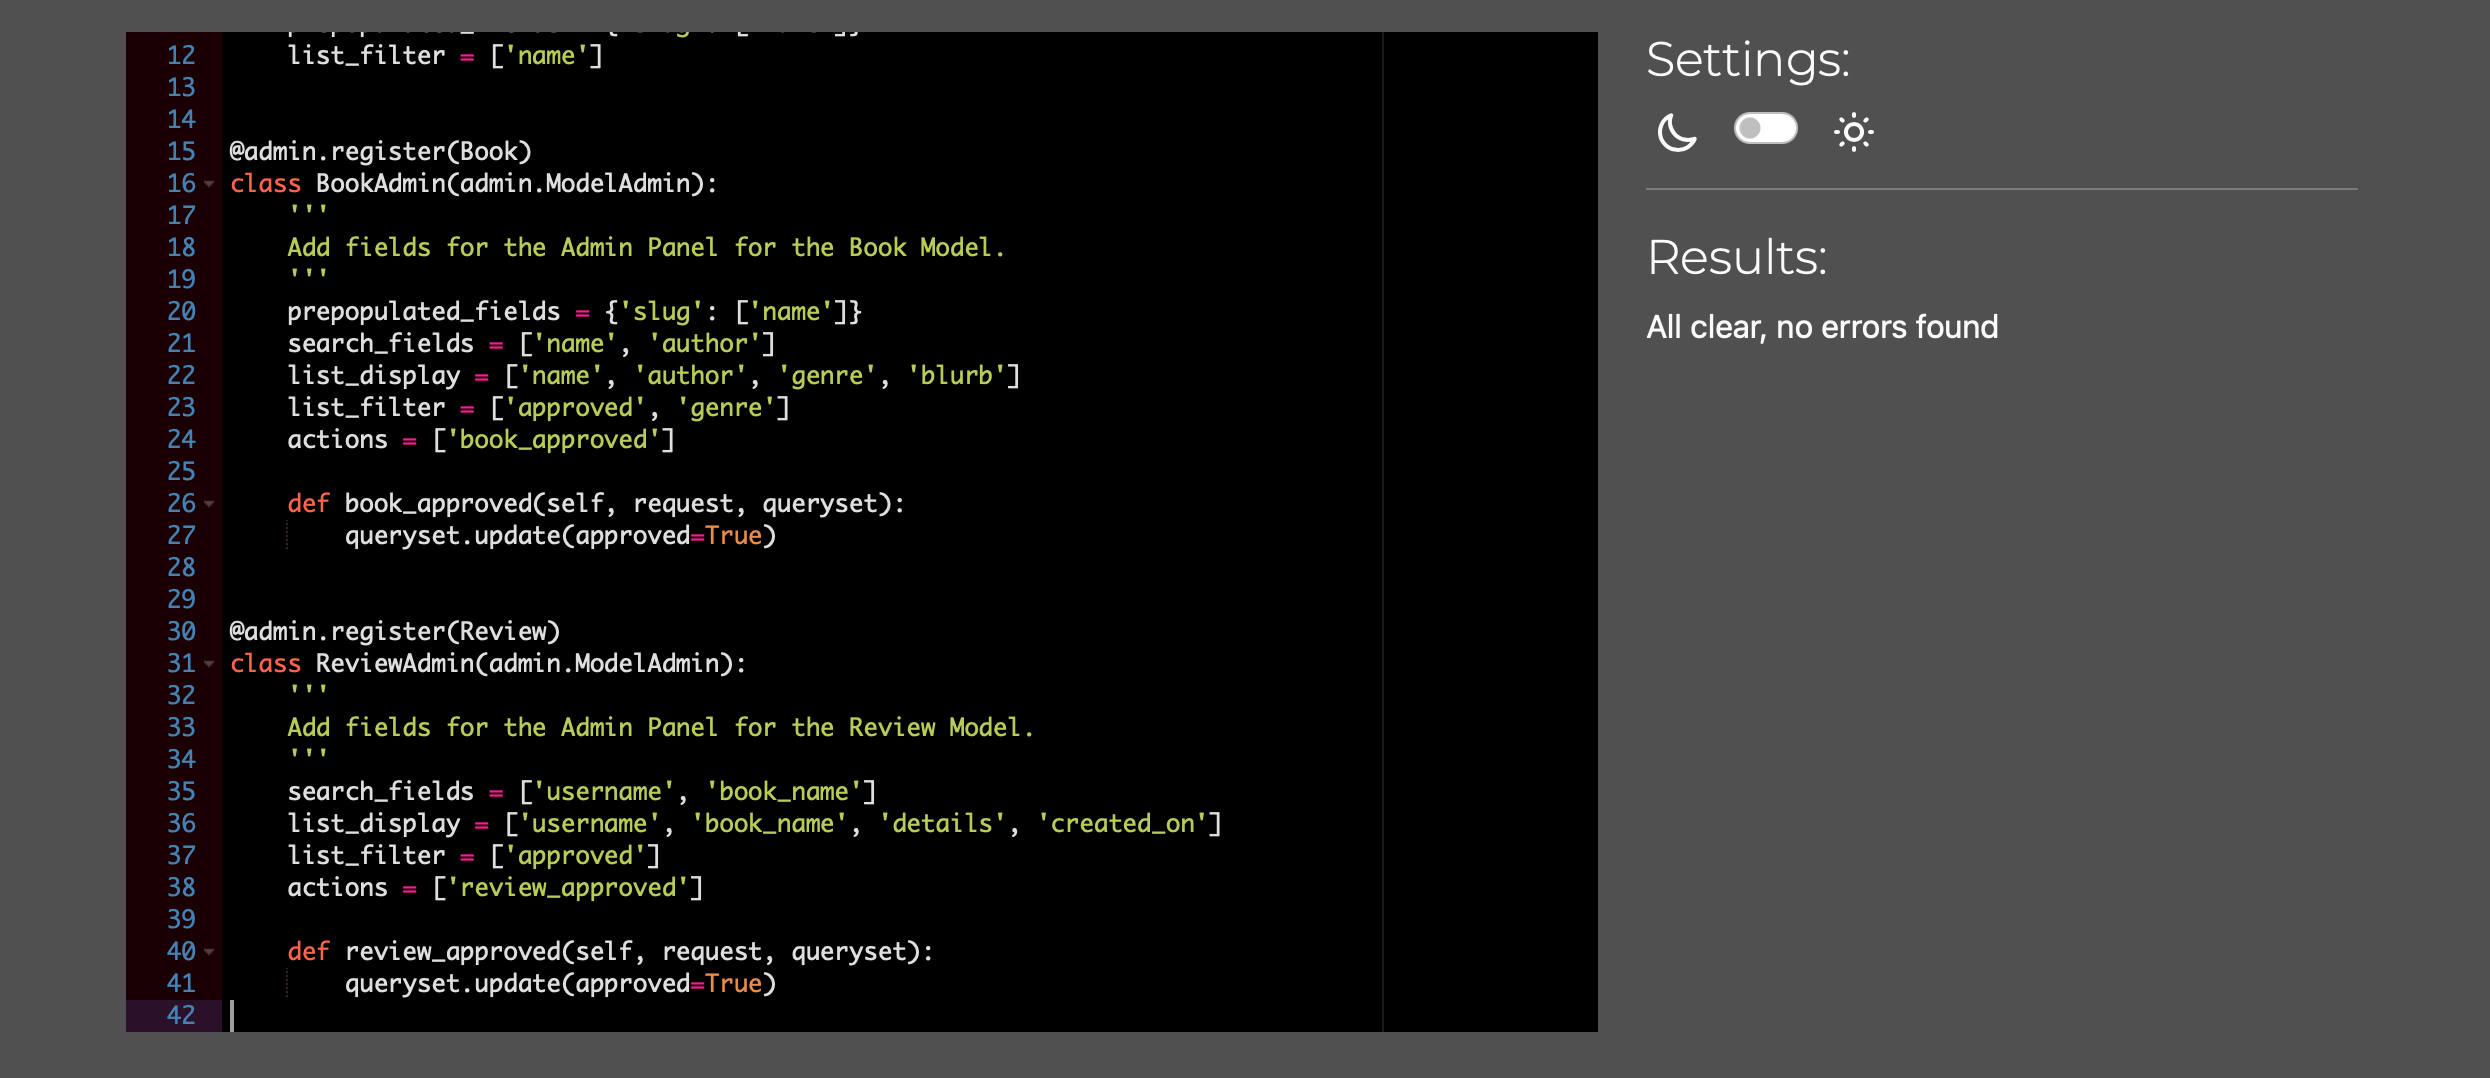 12 list_filter = ['name']
13
14
15 @admin.register(Book)
16 class BookAdmin(admin.ModelAdmin):
17     '''
18     Add fields for the Admin Panel for the Book Model.
19     '''
20     prepopulated_fields = {'slug': ['name']}
21     search_fields = ['name', 'author']
22     list_display = ['name', 'author', 'genre', 'blurb']
23     list_filter = ['approved', 'genre']
24     actions = ['book_approved']
25
26     def book_approved(self, request, queryset):
27         queryset.update(approved=True)
28
29
30 @admin.register(Review)
31 class ReviewAdmin(admin.ModelAdmin):
32     '''
33     Add fields for the Admin Panel for the Review Model.
34     '''
35     search_fields = ['username', 'book_name']
36     list_display = ['username', 'book_name', 'details', 'created_on']
37     list_filter = ['approved']
38     actions = ['review_approved']
39
40     def review_approved(self, request, queryset):
41         queryset.update(approved=True)
42
Settings:
Results:
All clear, no errors found